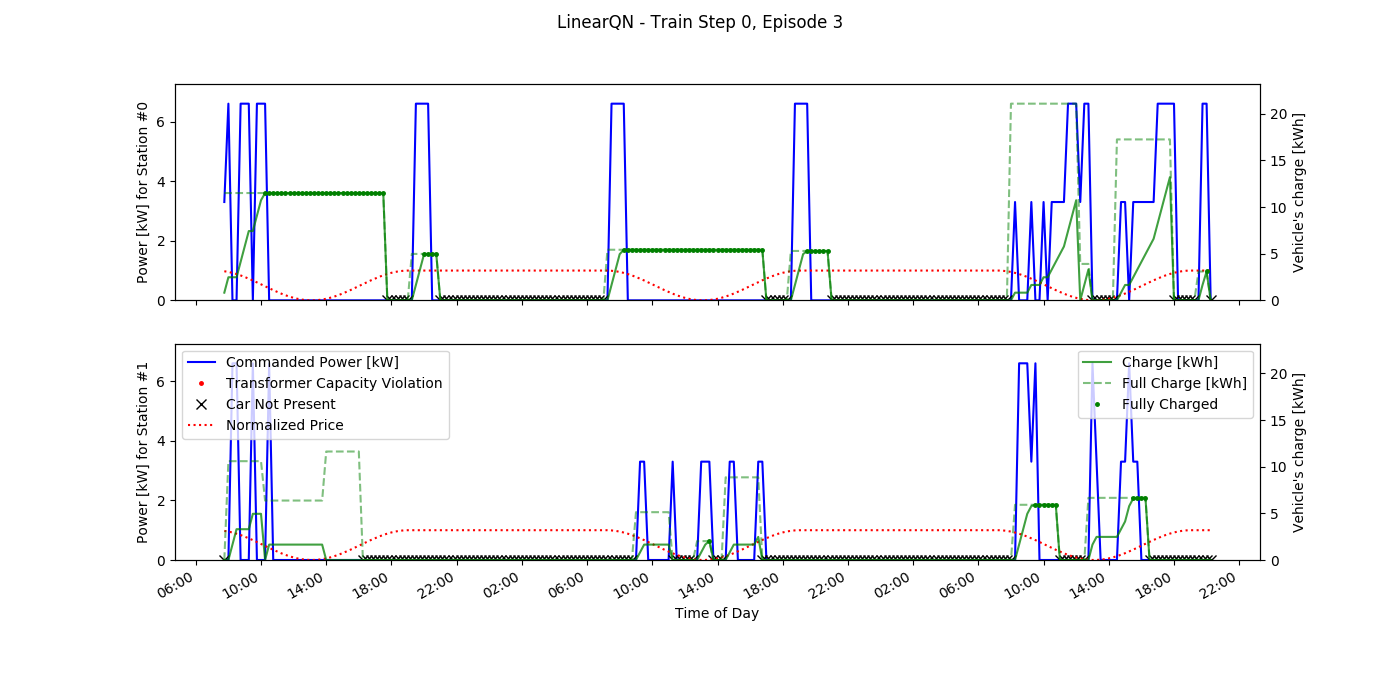 LinearQN - Train Step 0, Episode 3
Power [kW] for Station #0
6
4
2
0
20
15
10
5
0
Vehicle's charge [kWh]
Power [kW] for Station #1
6
4
2
0
Commanded Power [kW]
Transformer Capacity Violation
Car Not Present
Normalized Price
Charge [kWh]
Full Charge [kWh]
Fully Charged
20
15
10
5
0
Vehicle's charge [kWh]
06:00 10:00 14:00 18:00 22:00 02:00 06:00 10:00 14:00 18:00 22:00 02:00 06:00 10:00 14:00 18:00 22:00
Time of Day